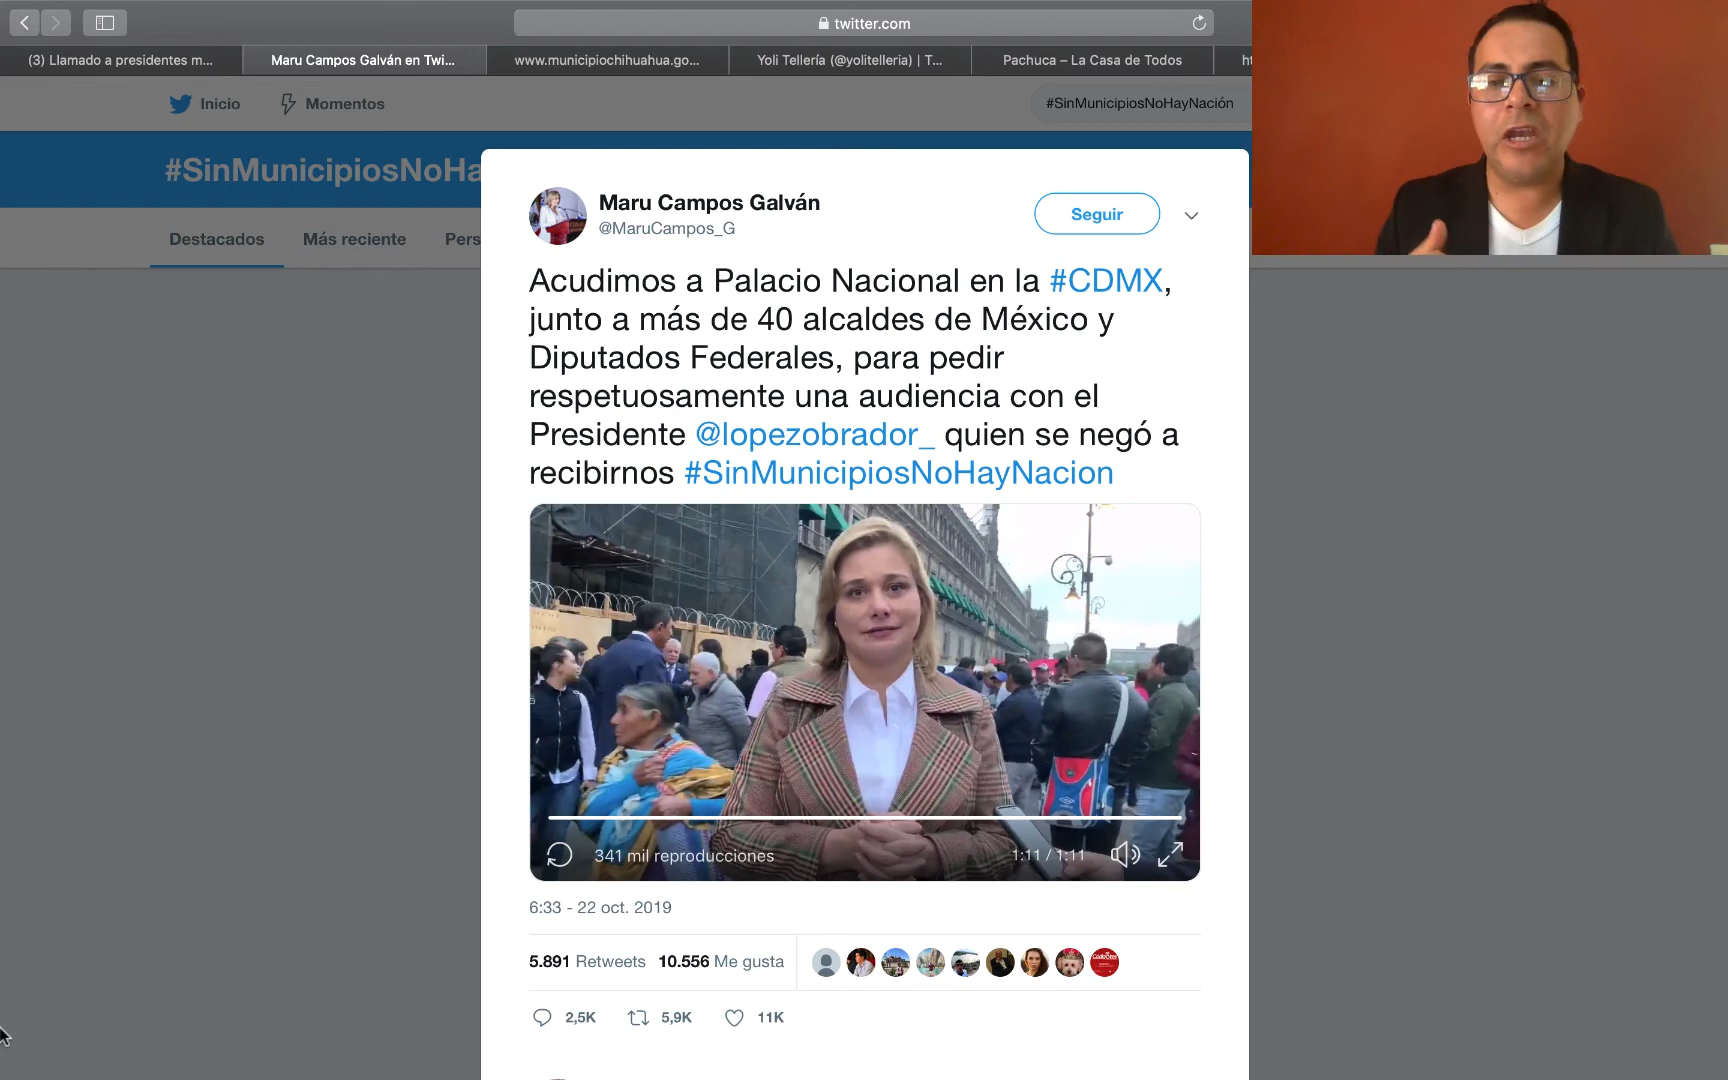 twitter.com
(3) Llamado a presidentes m...
Maru Campos Galván en Twi...
www.municipiochihuahua.go...
Yoli Tellería (@yolitelleria) | T...
Pachuca – La Casa de Todos
Inicio
Momentos
#SinMunicipiosNoHayNación
#SinMunicipiosNoHa
Destacados
Más reciente
Pers
Maru Campos Galván
@MaruCampos_G
Seguir
Acudimos a Palacio Nacional en la #CDMX,
junto a más de 40 alcaldes de México y
Diputados Federales, para pedir
respetuosamente una audiencia con el
Presidente @lopezobrador_ quien se negó a
recibirnos #SinMunicipiosNoHayNacion
341 mil reproducciones
1:11 / 1:11
6:33 - 22 oct. 2019
5.891 Retweets 10.556 Me gusta
2,5K 5,9K 11K